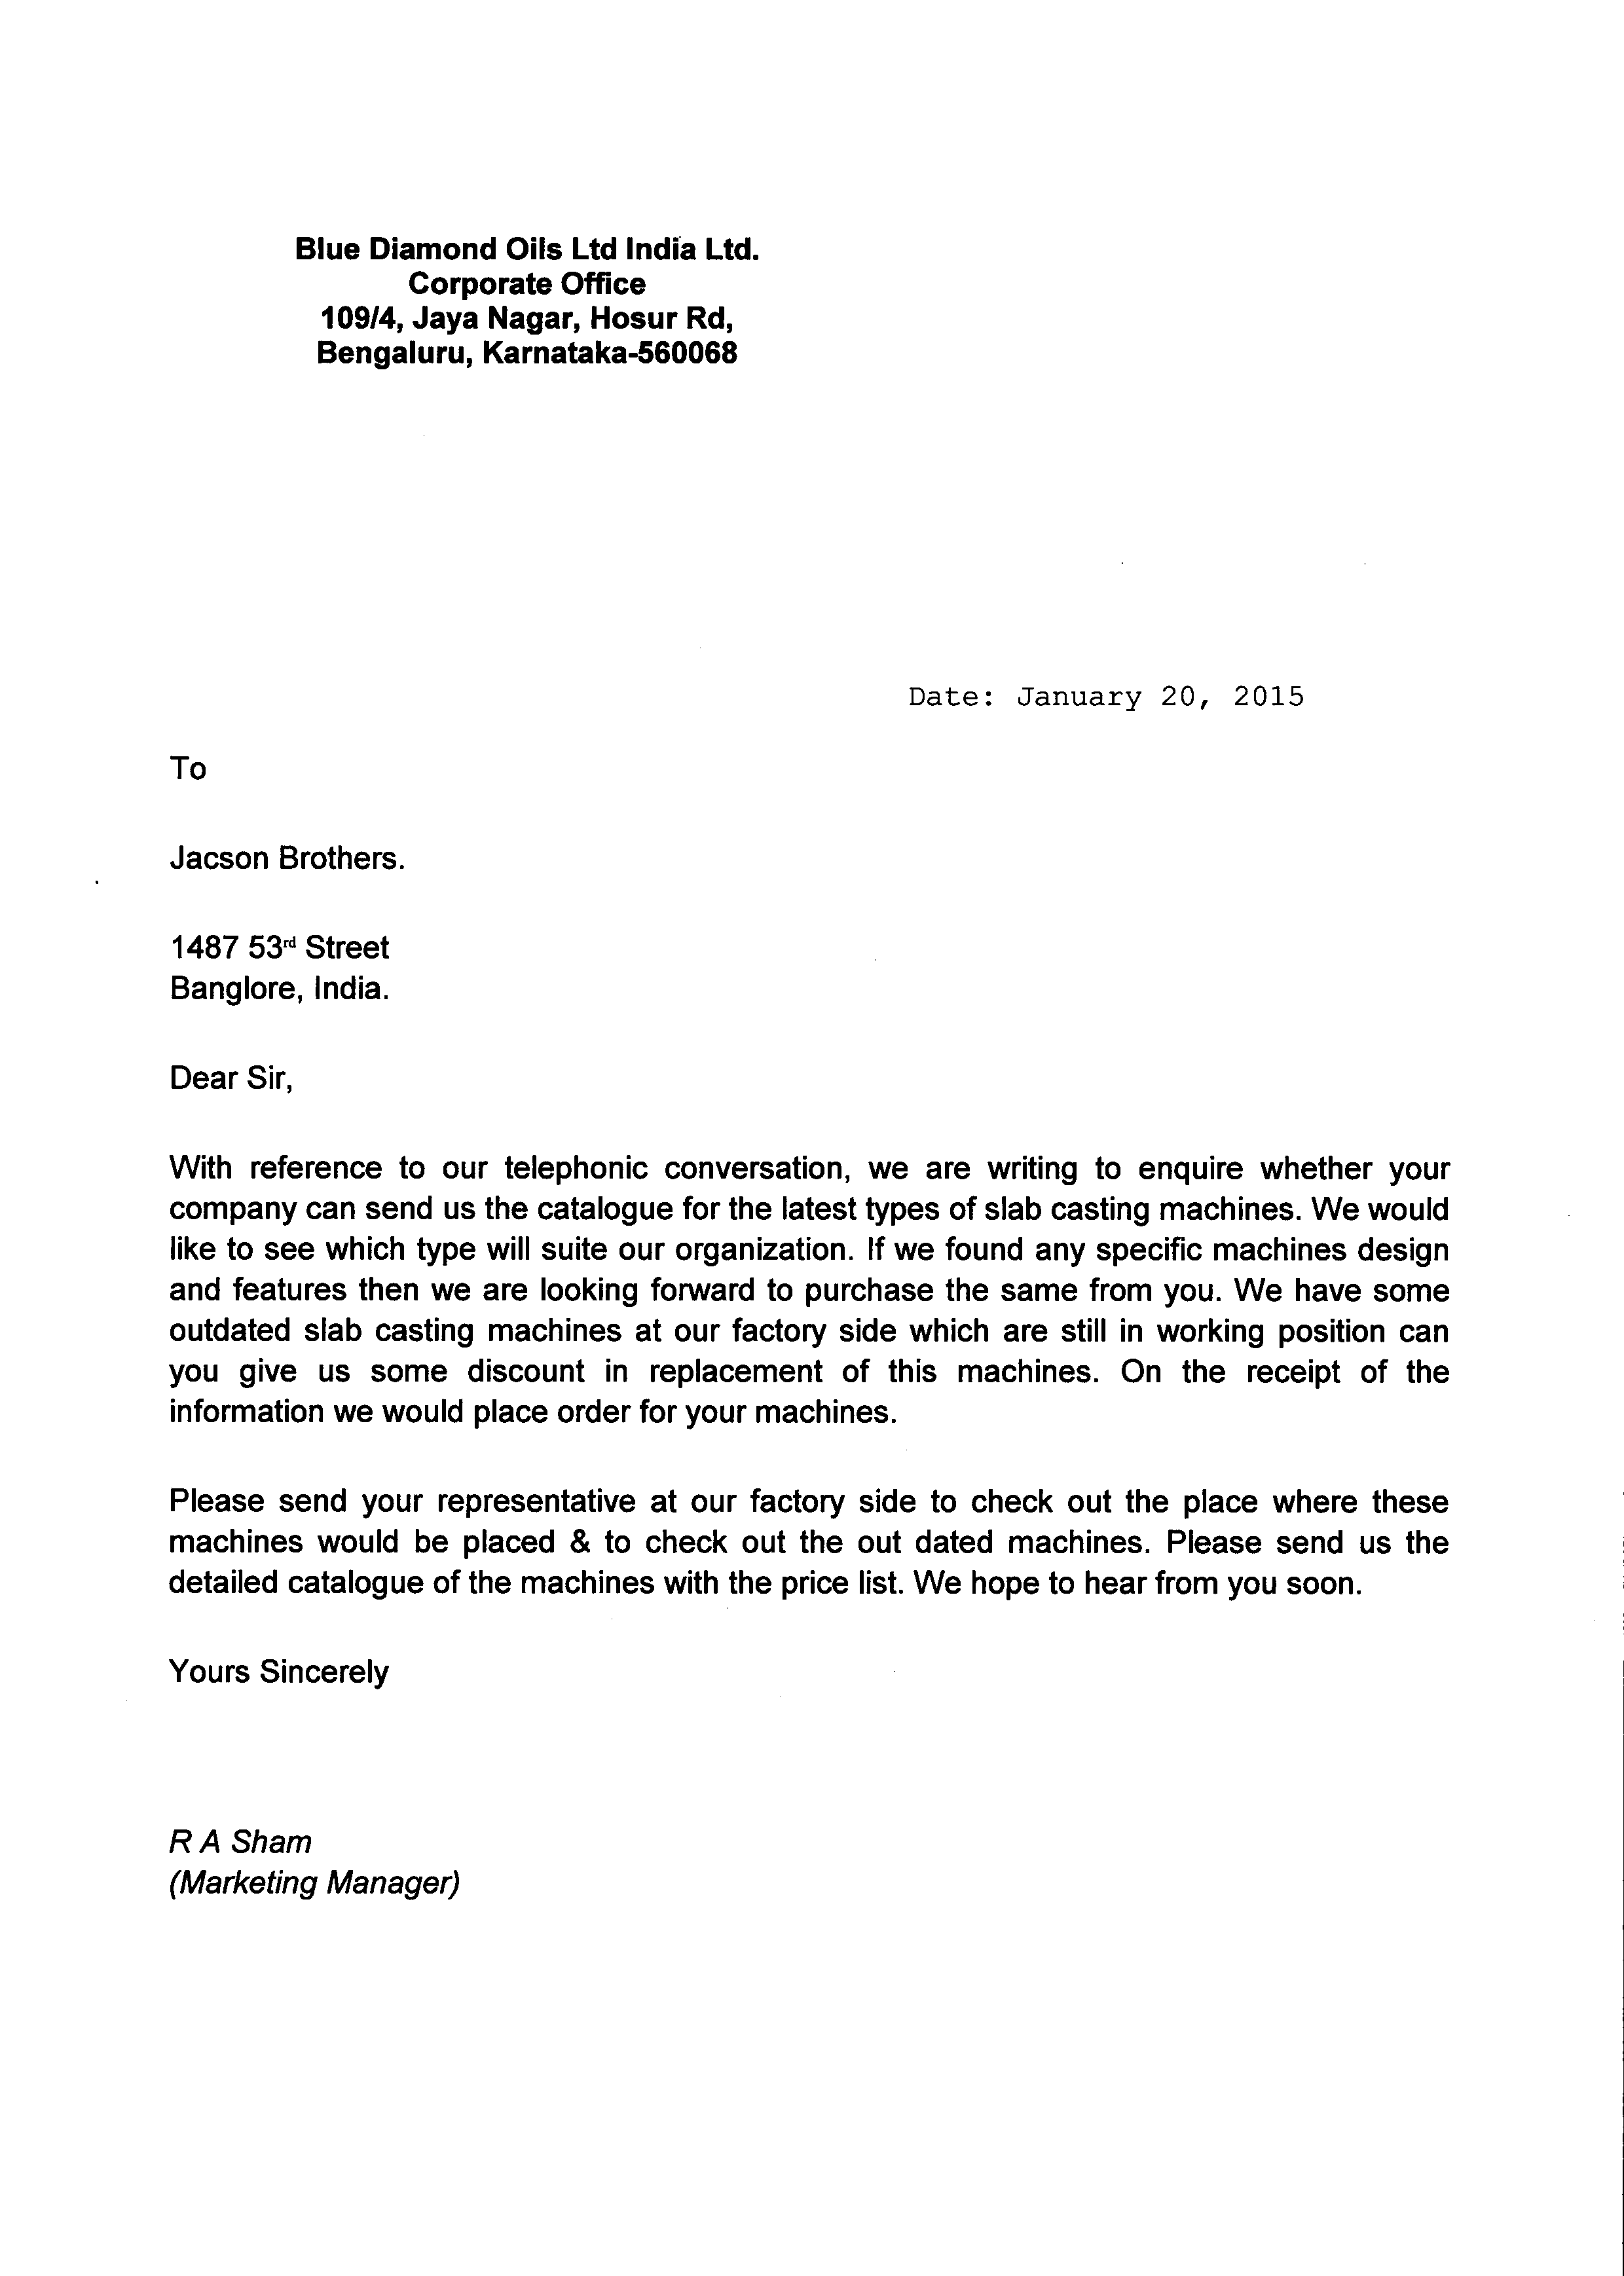 Blue Diamond Oils Ltd India Ltd.
Corporate Office
109/4, Jaya Nagar, Hosur Rd,
Bengaluru, Karnataka-560068
Date: January 20, 2015
To
Jacson Brothers.
1487 53rd Street
Banglore, India.
Dear Sir,
With reference to our telephonic conversation, we are writing to enquire whether your
company can send us the catalogue for the latest types of slab casting machines. We would
like to see which type will suite our organization. If we found any specific machines design
and features then we are looking forward to purchase the same from you. We have some
outdated slab casting machines at our factory side which are still in working position can
you give us some discount in replacement of this machines. On the receipt of the
information we would place order for your machines.
Please send your representative at our factory side to check out the place where these
machines would be placed & to check out the out dated machines. Please send us the
detailed catalogue of the machines with the price list. We hope to hear from you soon.
Yours Sincerely
R A Sham
(Marketing Manager)